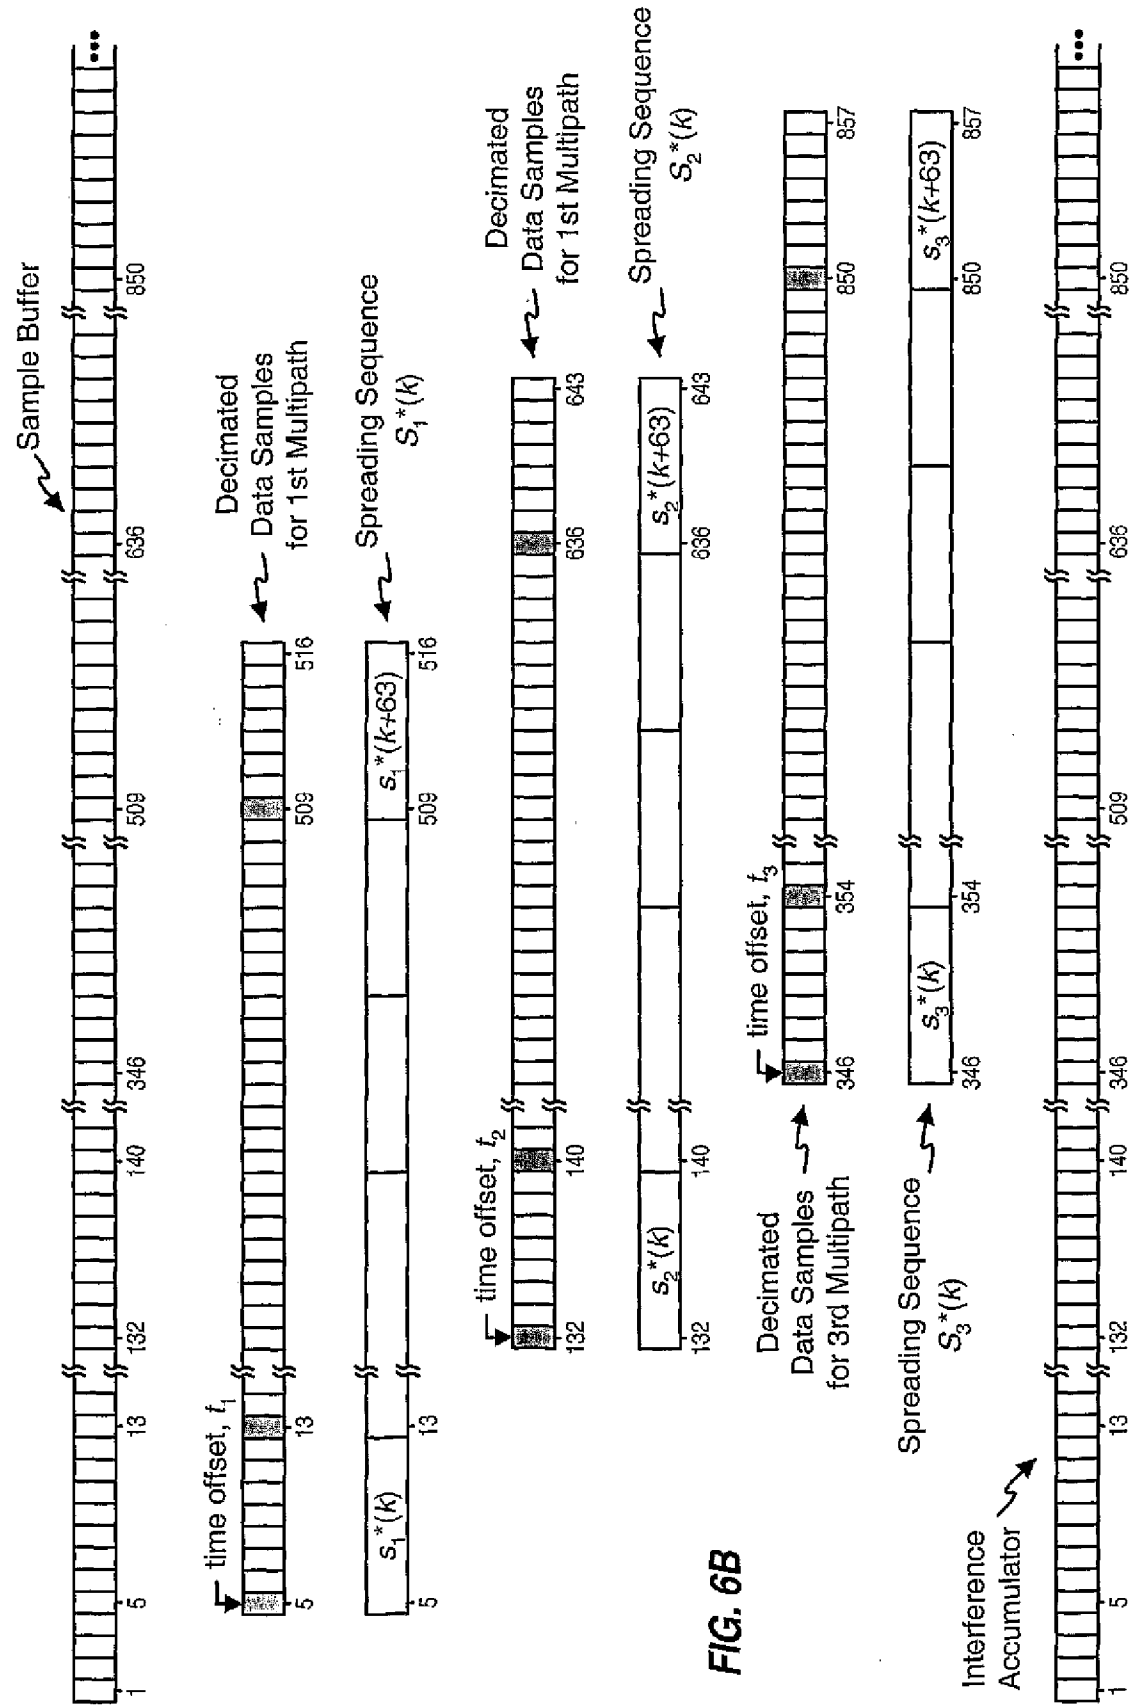 Sample Buffer
1
5
13
132
140
346
509
636
850
•••
time offset, t1
Decimated
Data Samples
for 1st Multipath
5
13
509
516
Spreading Sequence
S1*(k)
s1*(k)
s1*(k+63)
5
13
509
516
time offset, t2
Decimated
Data Samples
for 1st Multipath
132
140
636
643
Spreading Sequence
S2*(k)
s2*(k)
s2*(k+63)
132
140
636
643
time offset, t3
Decimated
Data Samples
for 3rd Multipath
346
354
850
857
Spreading Sequence
S3*(k)
s3*(k)
s3*(k+63)
346
354
850
857
Interference
Accumulator
1
5
13
132
140
346
509
636
850
•••
FIG. 6B